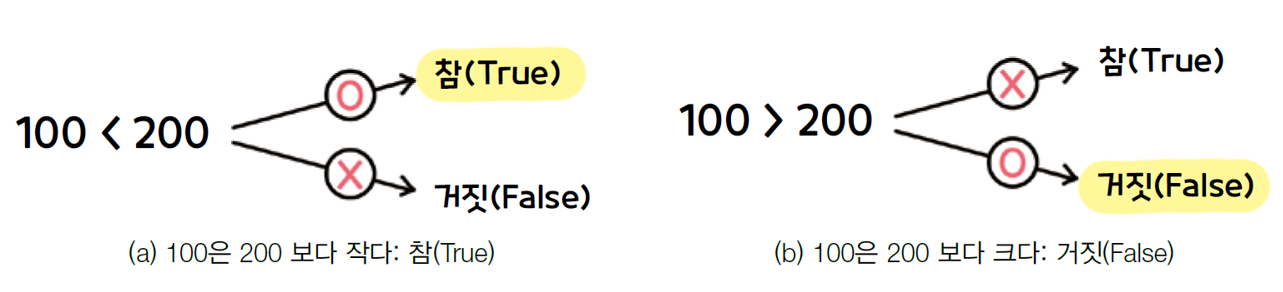 100 < 200
O
참(True)
X
거짓(False)
(a) 100은 200 보다 작다: 참(True)
100 > 200
X
참(True)
O
거짓(False)
(b) 100은 200 보다 크다: 거짓(False)